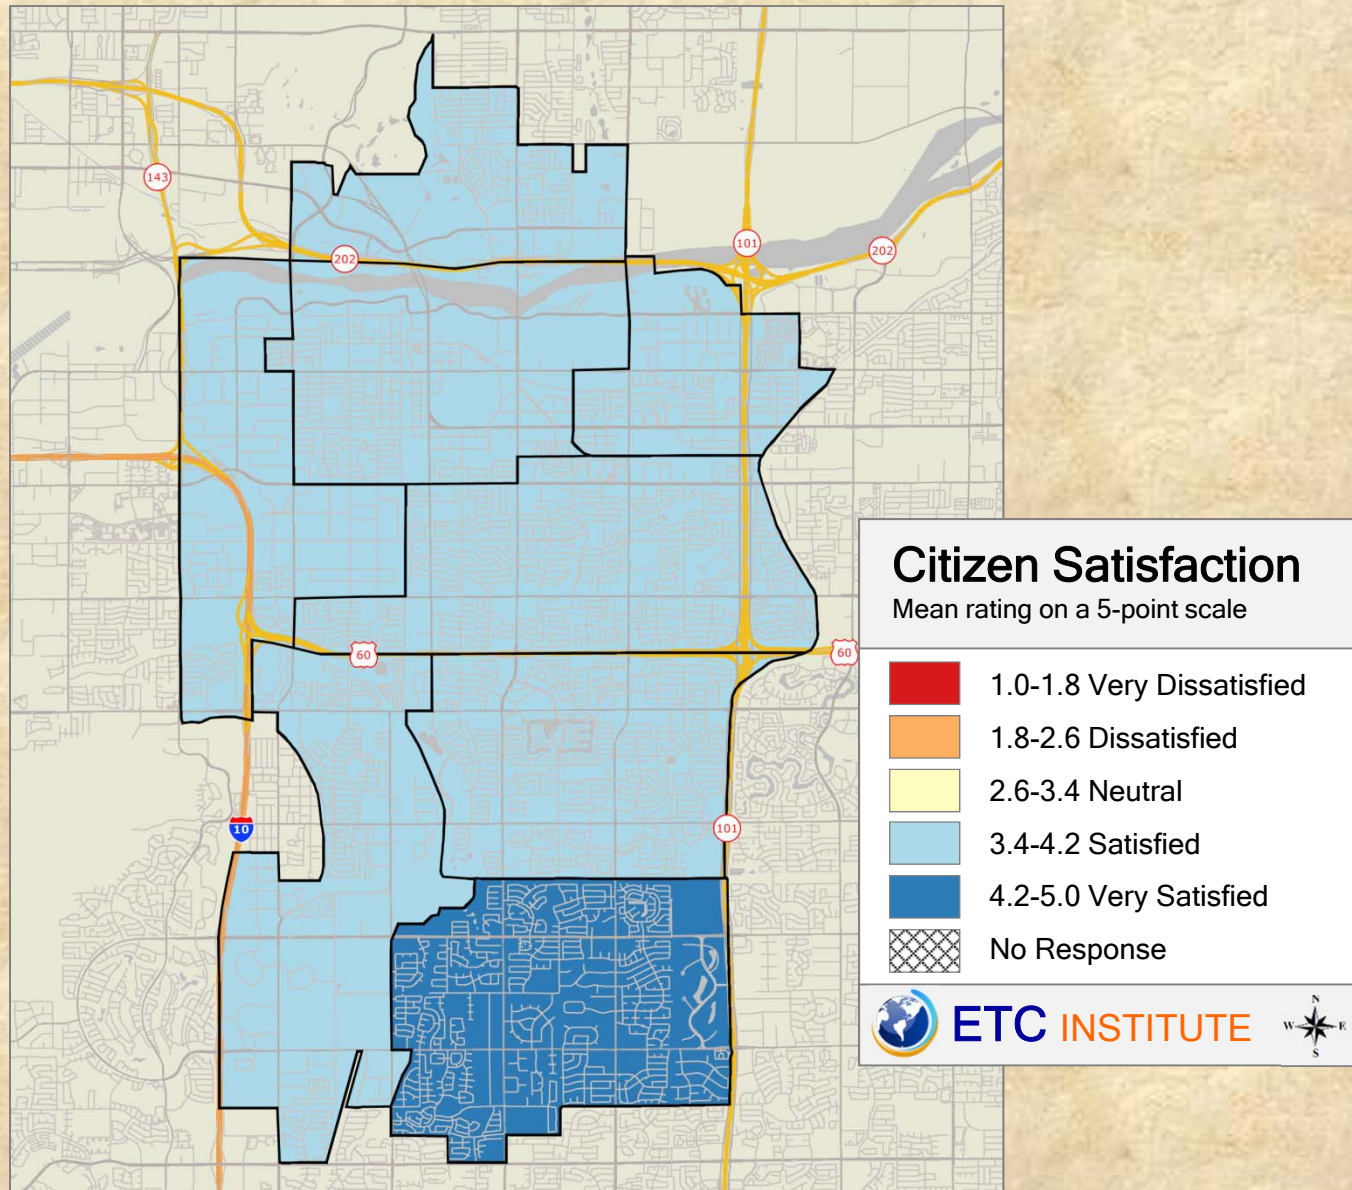 143
202
101
202
60
60
10
101
Citizen Satisfaction
Mean rating on a 5-point scale
1.0-1.8 Very Dissatisfied
1.8-2.6 Dissatisfied
2.6-3.4 Neutral
3.4-4.2 Satisfied
4.2-5.0 Very Satisfied
No Response
ETC INSTITUTE
N
W E
S